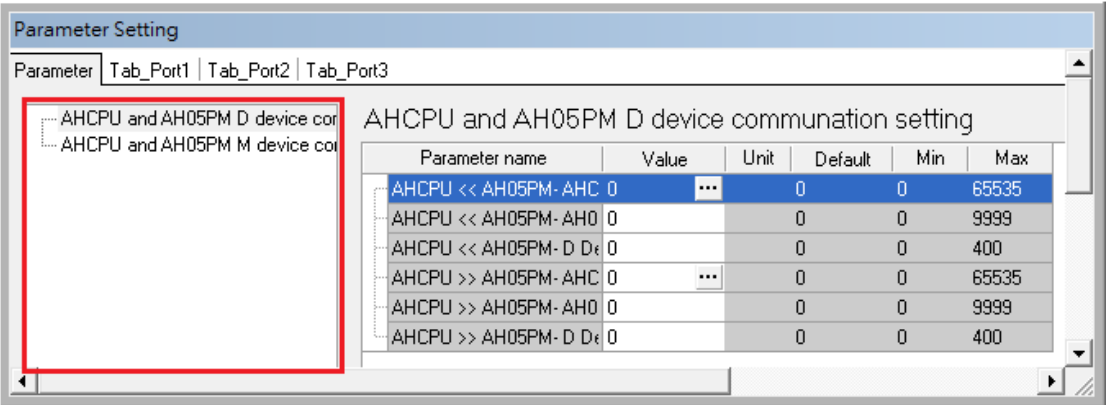 Parameter Setting
Parameter Tab_Port1 Tab_Port2 Tab_Port3
AHCPU and AH05PM D device cor
AHCPU and AH05PM M device cor
AHCPU and AH05PM D device communation setting
Parameter name Value Unit Default Min Max
AHCPU << AH05PM- AHC 0 ... 0 0 65535
AHCPU << AH05PM- AH0 0 0 0 9999
AHCPU << AH05PM- D De 0 0 0 400
AHCPU >> AH05PM- AHC 0 ... 0 0 65535
AHCPU >> AH05PM- AH0 0 0 0 9999
AHCPU >> AH05PM- D De 0 0 0 400